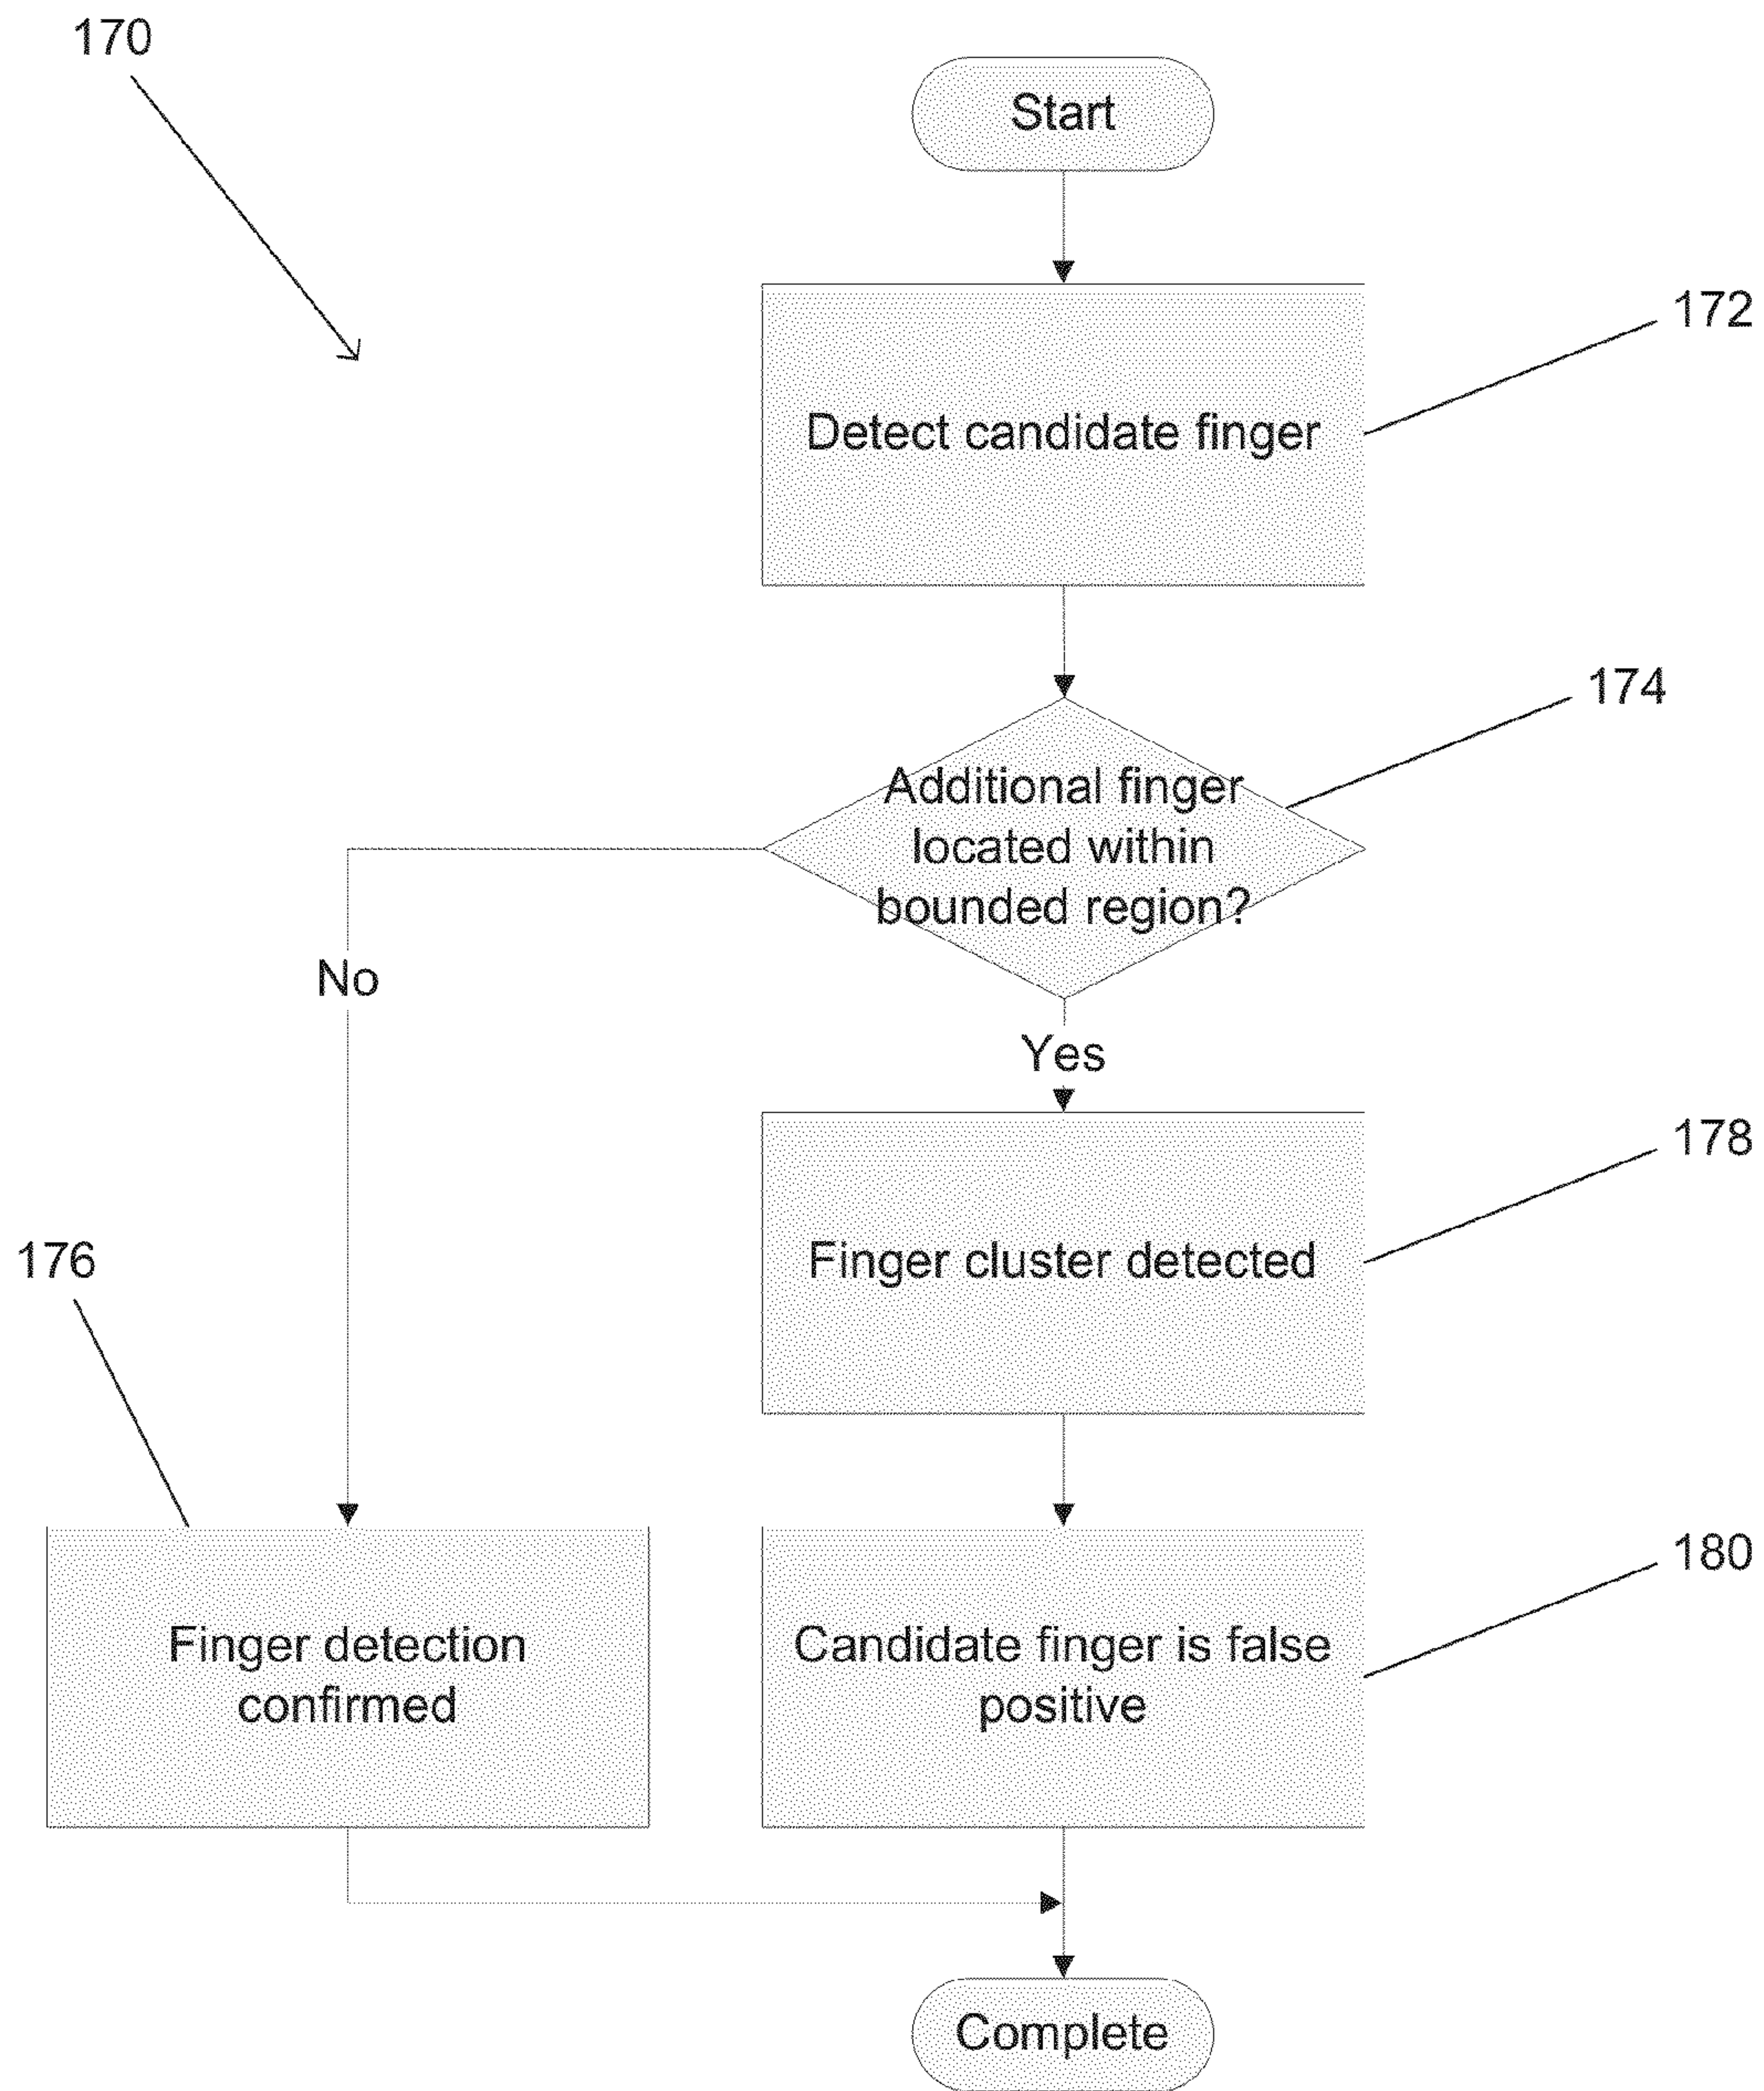 170
Start
172
Detect candidate finger
174
Additional finger
located within
bounded region?
No
Yes
178
Finger cluster detected
176
180
Finger detection
confirmed
Candidate finger is false
positive
Complete